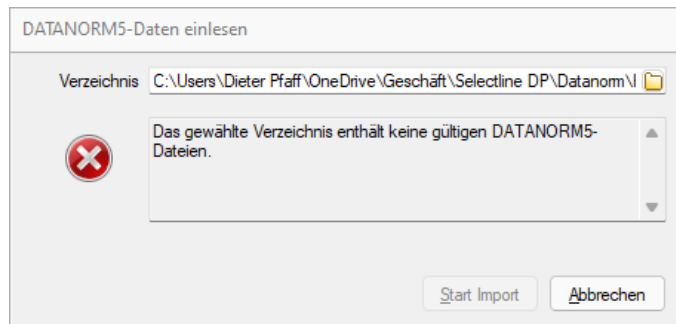 DATANORM5-Daten einlesen
Verzeichnis C:\Users\Dieter Pfaff\OneDrive\Geschäft\Selectline DP\Datanorm\
Das gewählte Verzeichnis enthält keine gültigen DATANORM5-
Dateien.
Start Import Abbrechen